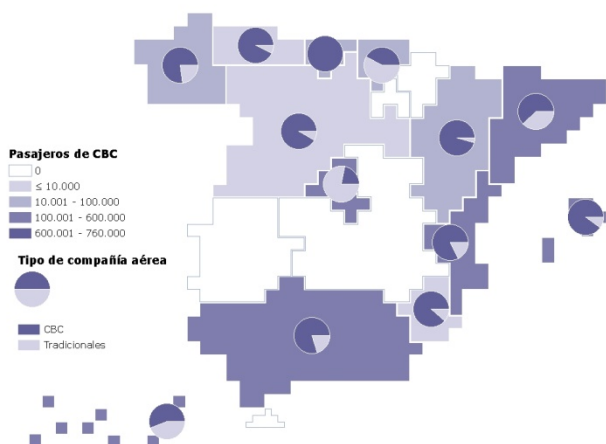 Pasajeros de CBC
0
≤ 10.000
10.001 - 100.000
100.001 - 600.000
600.001 - 760.000
Tipo de compañía aérea
CBC
Tradicionales